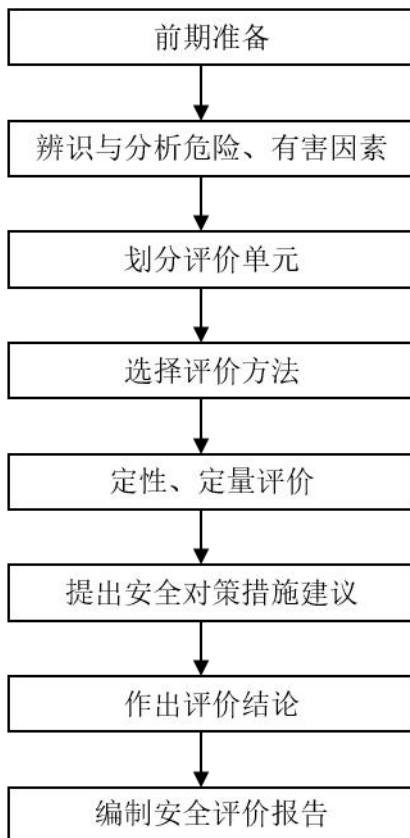 前期准备
辨识与分析危险、有害因素
划分评价单元
选择评价方法
定性、定量评价
提出安全对策措施建议
作出评价结论
编制安全评价报告